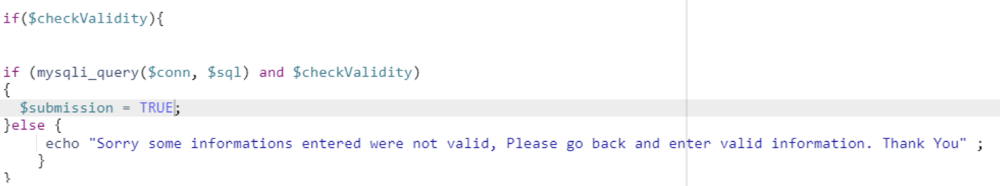 if($checkValidity){
if (mysqli_query($conn, $sql) and $checkValidity)
{
$submission = TRUE;
}else {
echo "Sorry some informations entered were not valid, Please go back and enter valid information. Thank You" ;
}
}